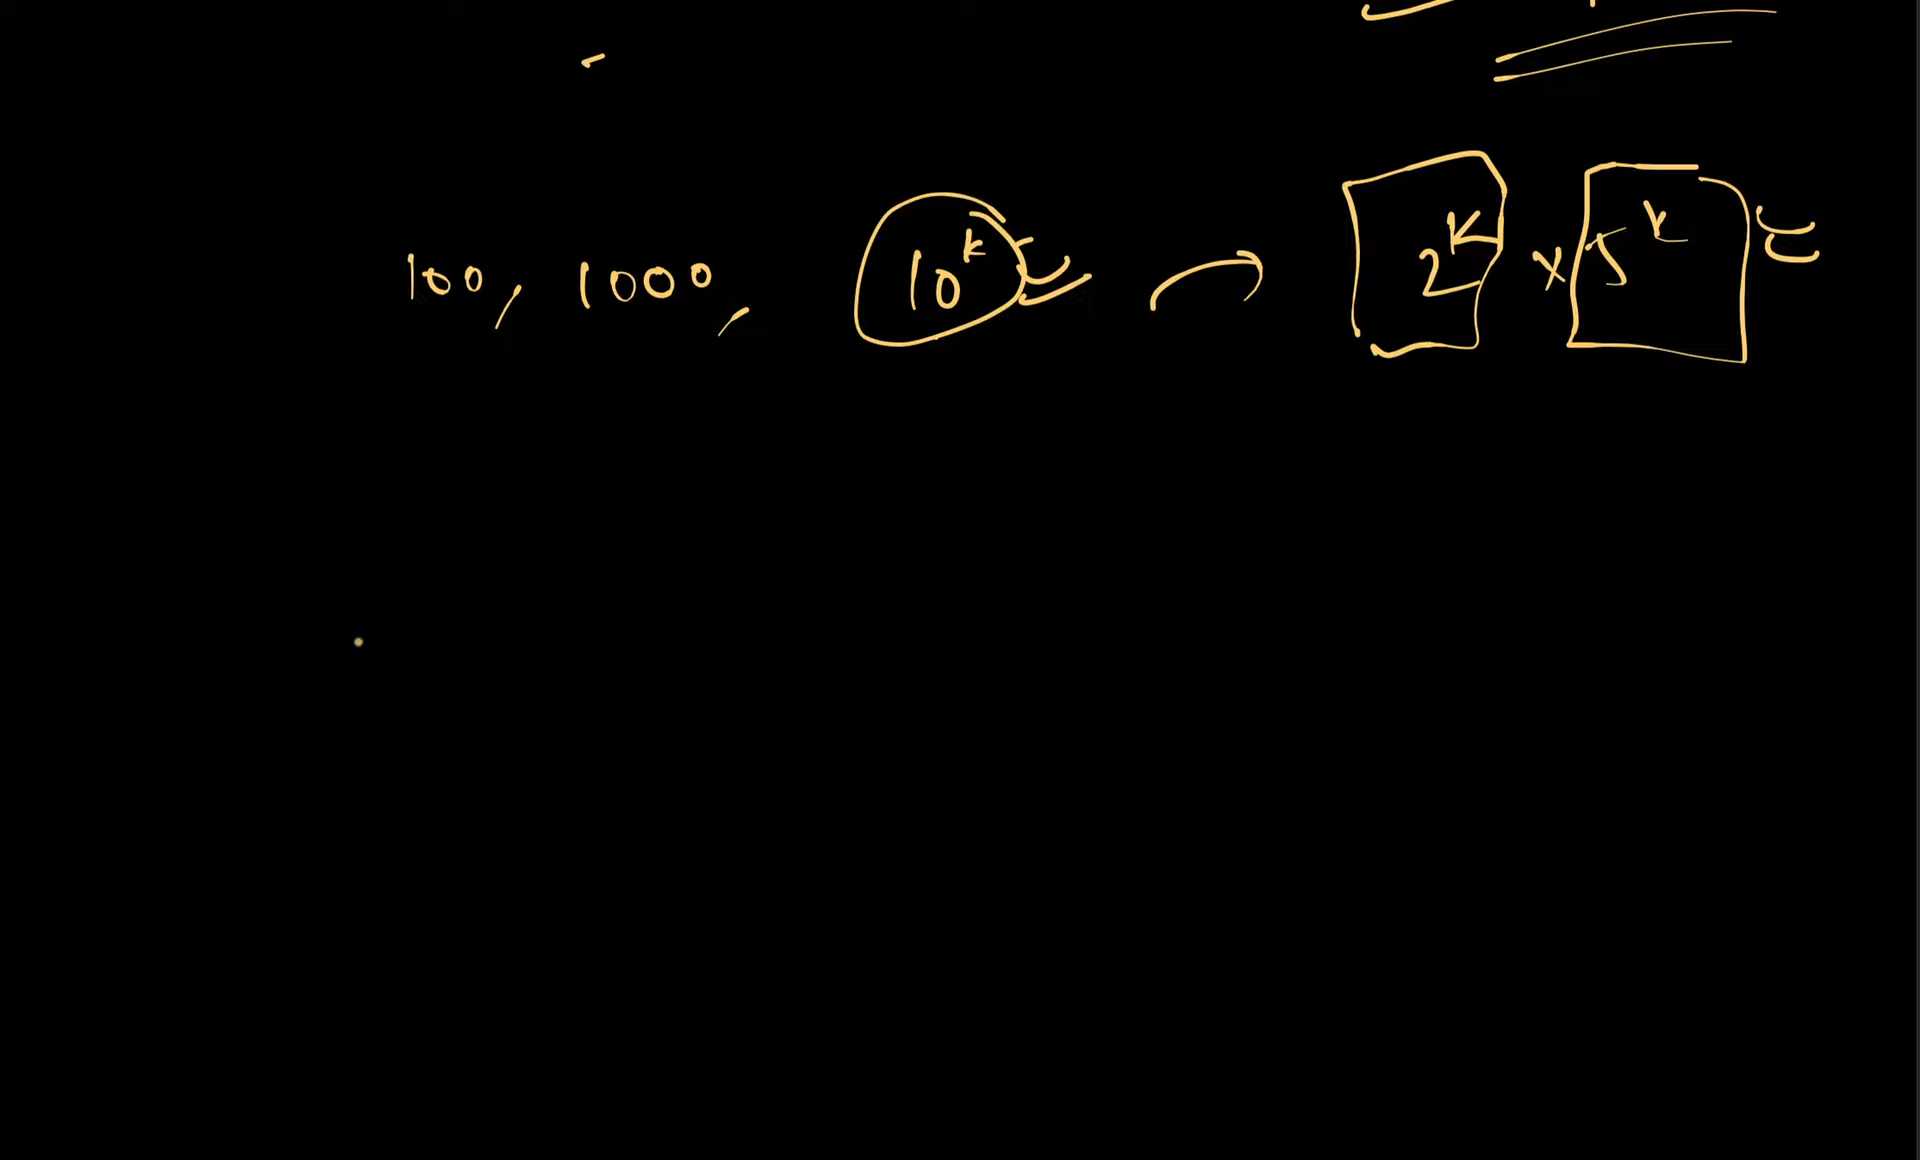 100, 1000, 10^k → 2^k × 5^k